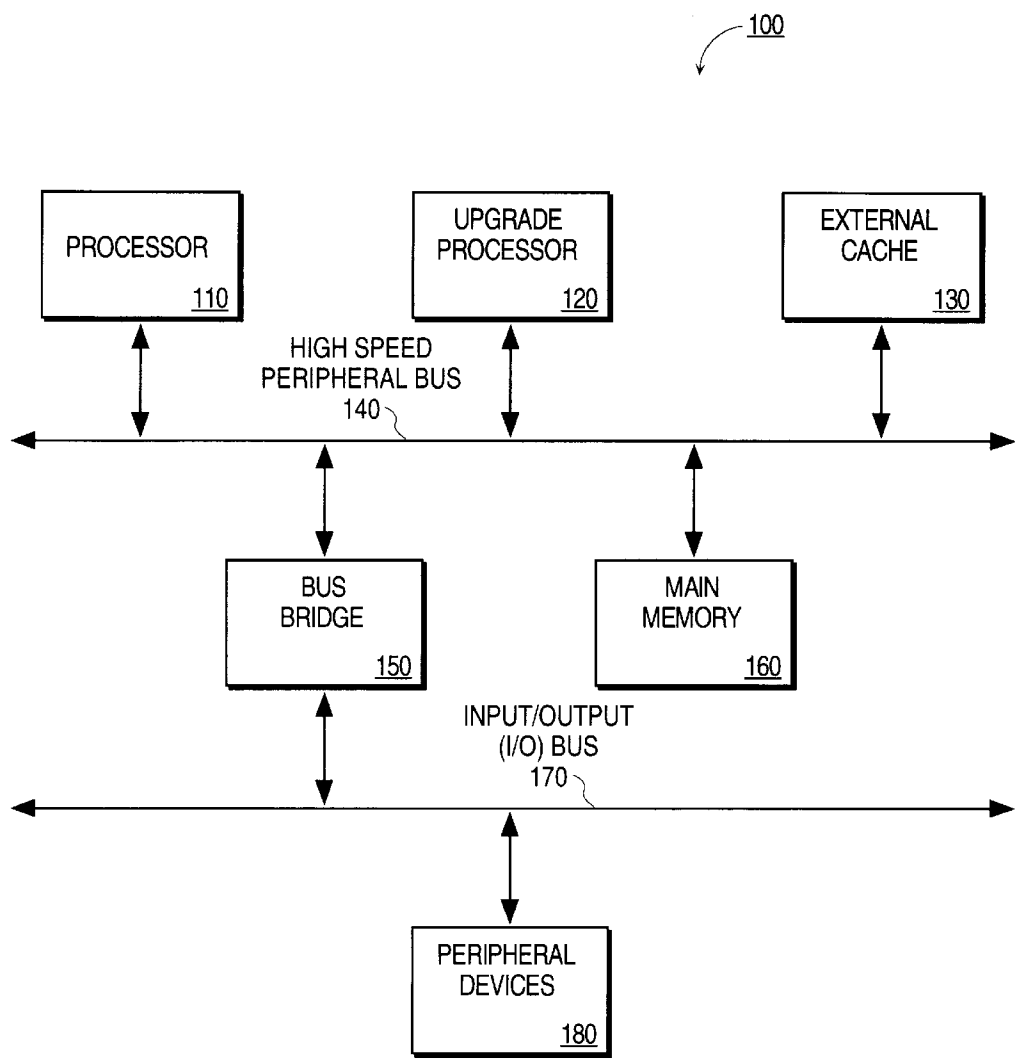 100
PROCESSOR
110
UPGRADE
PROCESSOR
120
EXTERNAL
CACHE
130
HIGH SPEED
PERIPHERAL BUS
140
BUS
BRIDGE
150
MAIN
MEMORY
160
INPUT/OUTPUT
(I/O) BUS
170
PERIPHERAL
DEVICES
180